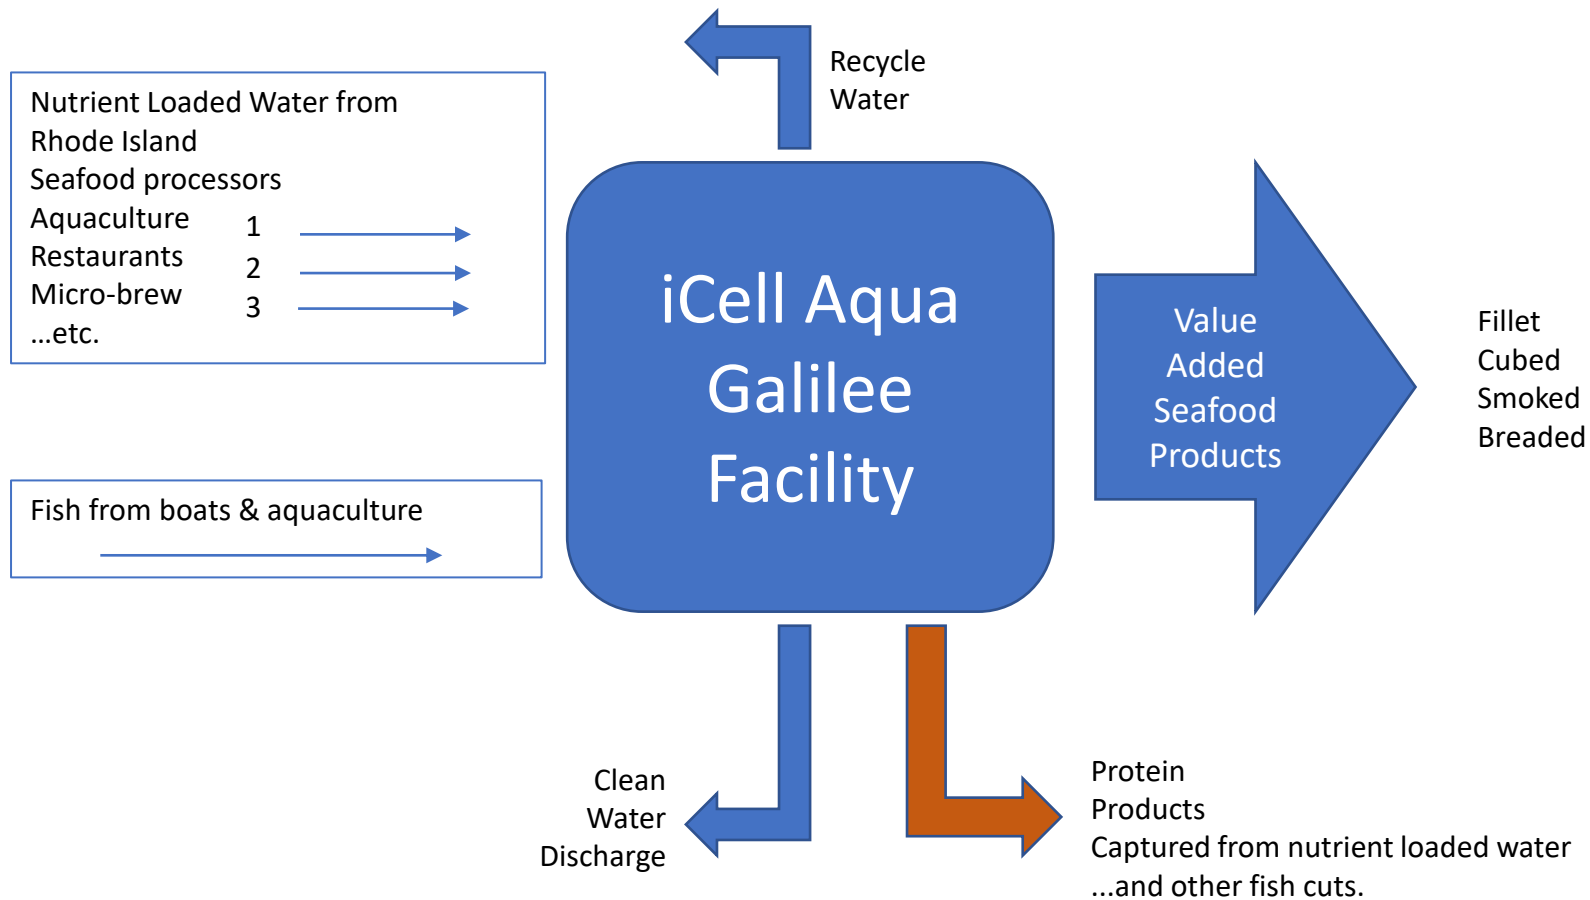 Recycle
Water
Nutrient Loaded Water from
Rhode Island
Seafood processors
Aquaculture 1
Restaurants 2
Micro-brew 3
...etc.
Fish from boats & aquaculture
iCell Aqua
Galilee
Facility
Value
Added
Seafood
Products
Fillet
Cubed
Smoked
Breaded
Clean
Water
Discharge
Protein
Products
Captured from nutrient loaded water
...and other fish cuts.